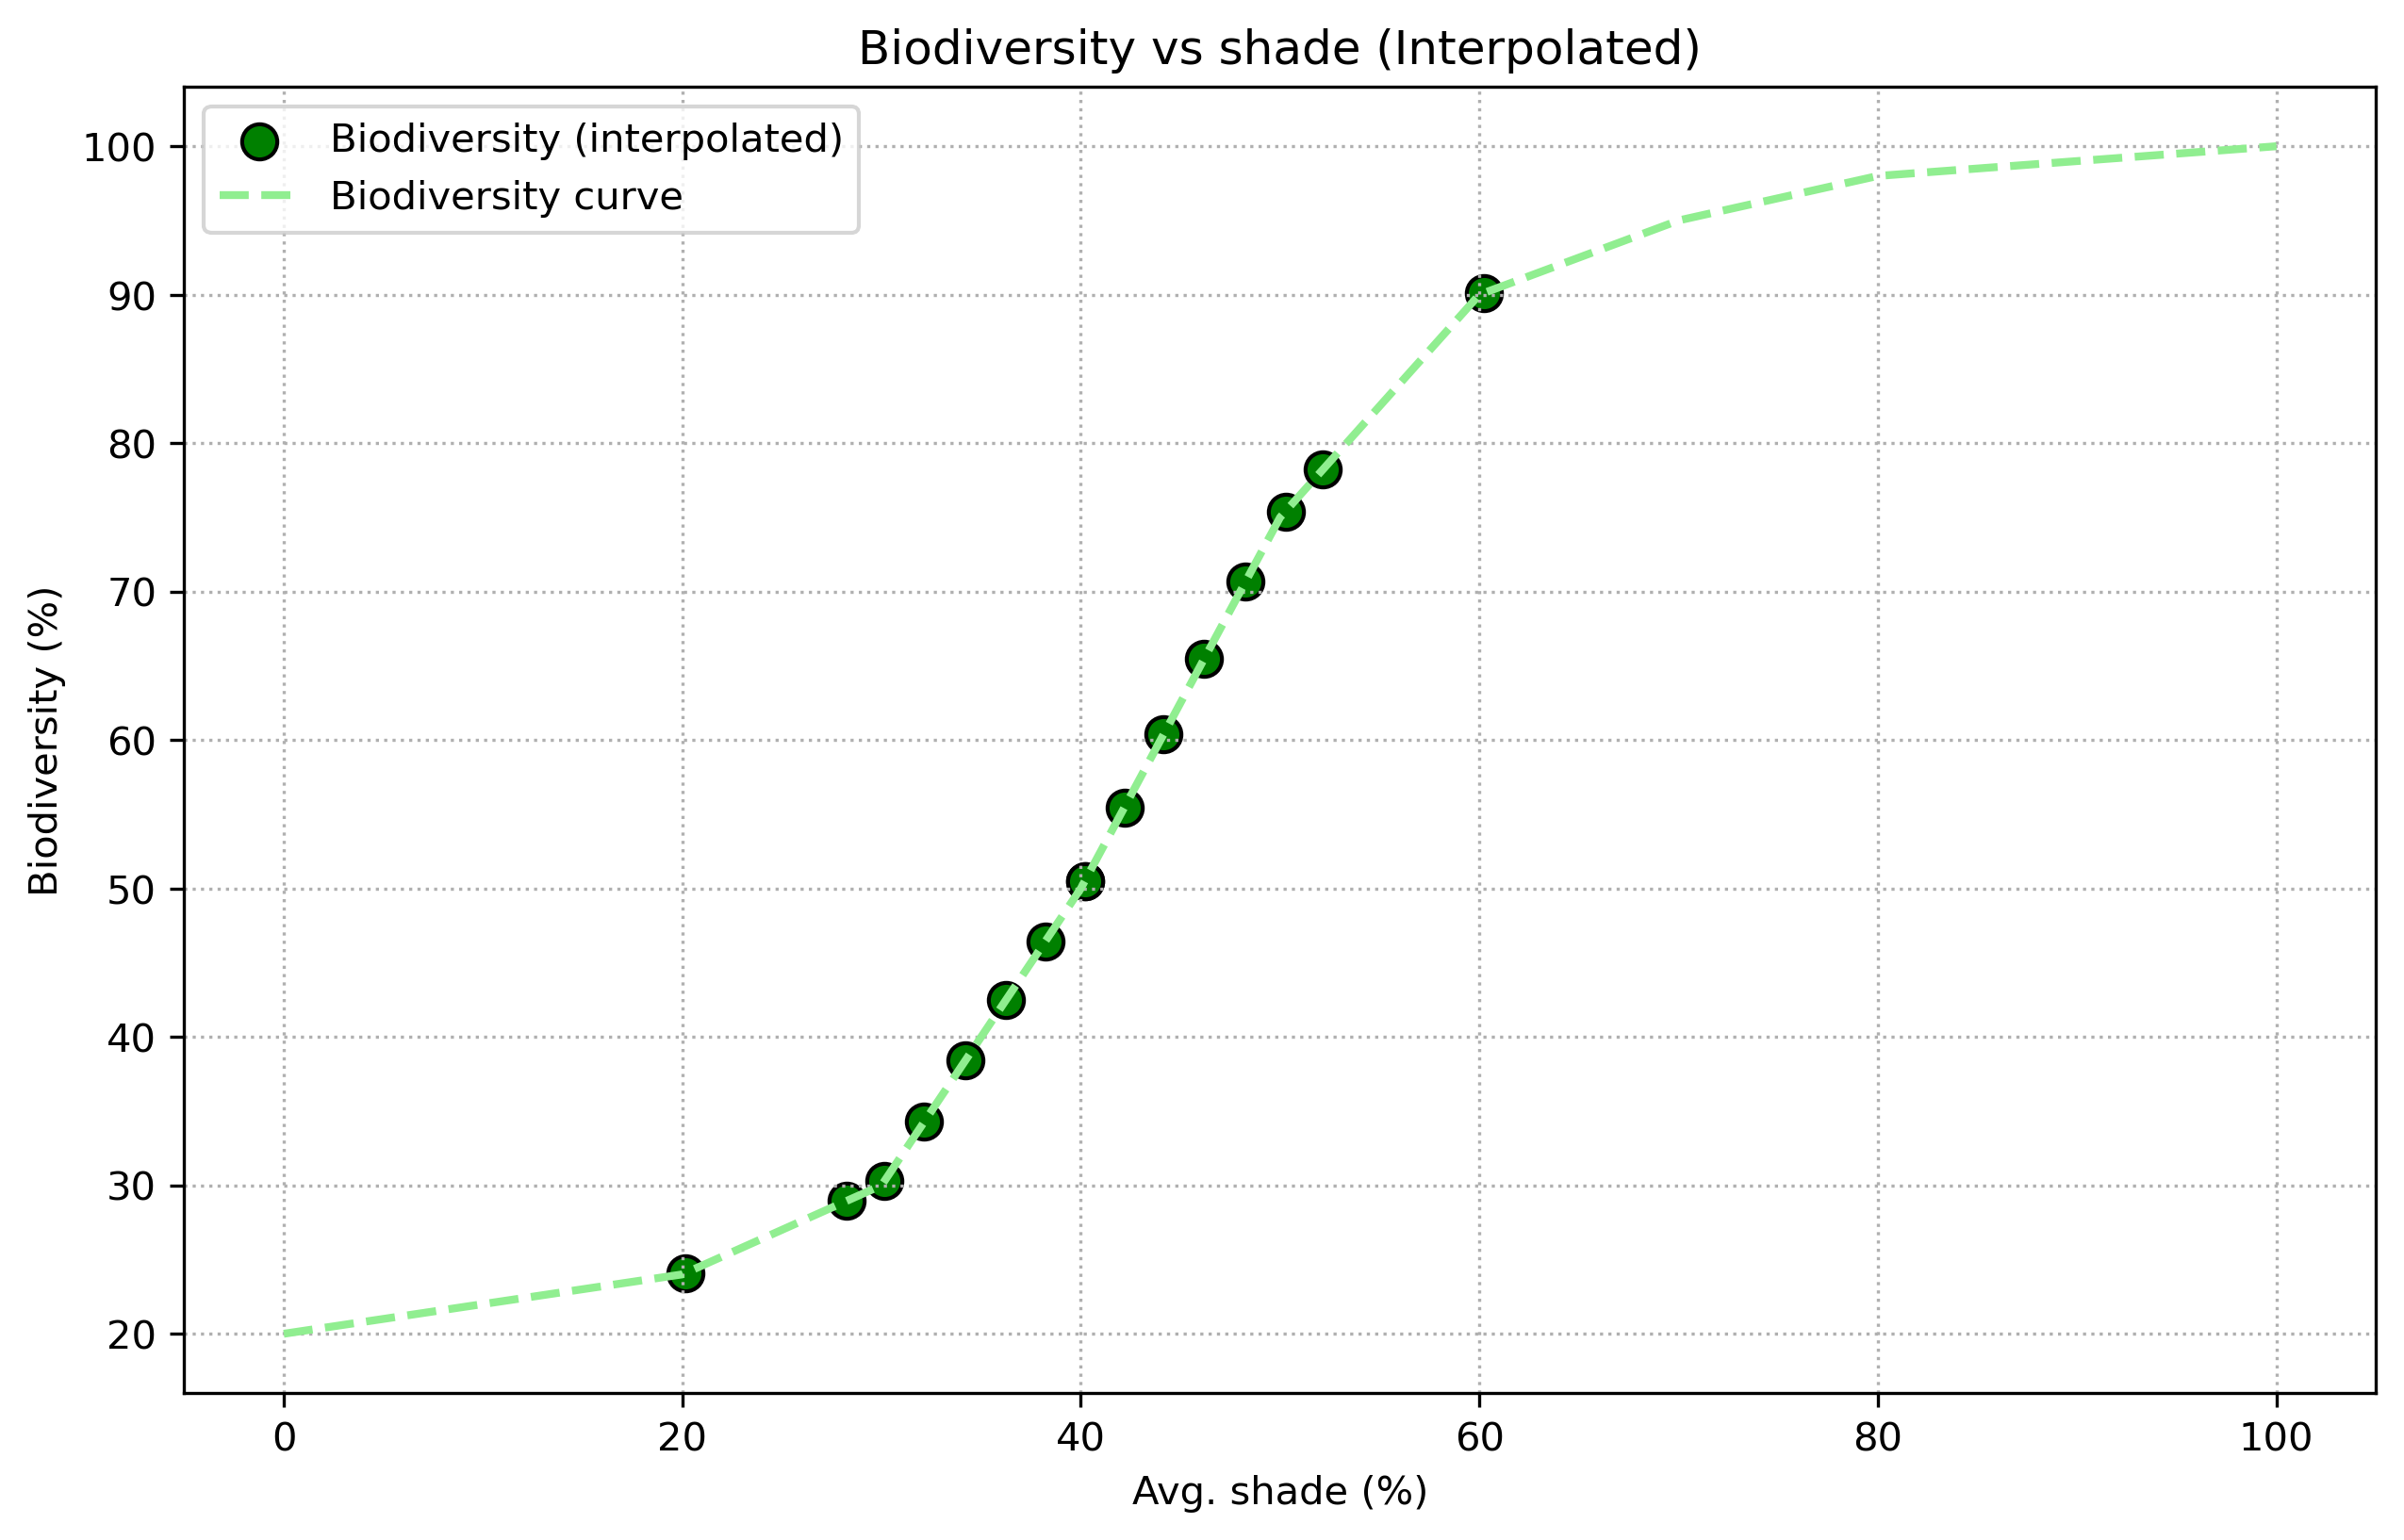 Biodiversity vs shade (Interpolated)
Biodiversity (interpolated)
Biodiversity curve
100
90
80
70
60
50
40
30
20
Biodiversity (%)
0 20 40 60 80 100
Avg. shade (%)